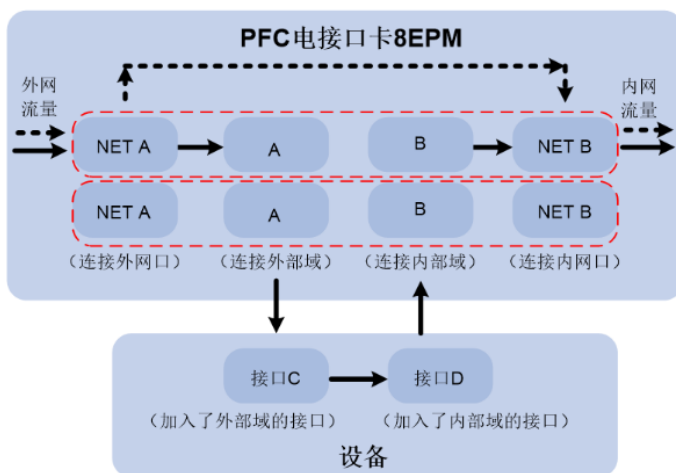 PFC电接口卡8EPM
外网
流量
内网
流量
NET A
A
B
NET B
NET A
A
B
NET B
（连接外网口）
（连接外部域）
（连接内部域）
（连接内网口）
接口C
接口D
（加入了外部域的接口）
（加入了内部域的接口）
设备